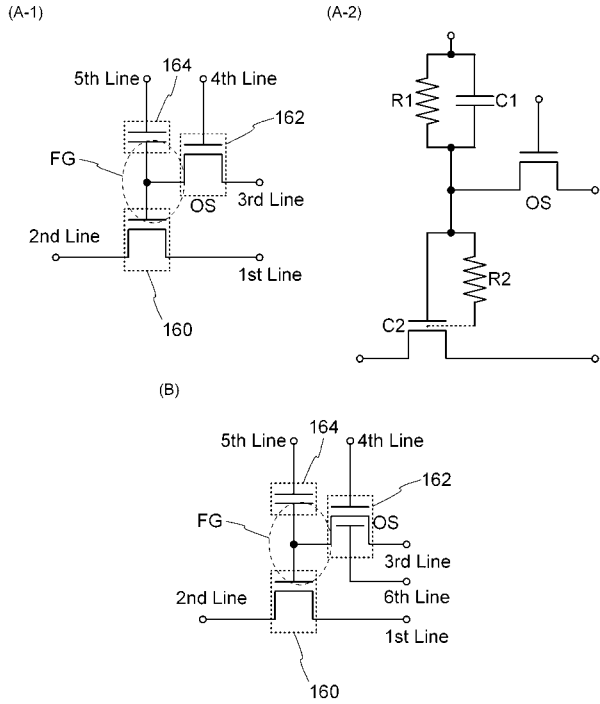 (A-1)
164
5th Line
4th Line
162
FG
3rd Line
OS
2nd Line
1st Line
160
(A-2)
R1
C1
OS
R2
C2
(B)
164
5th Line
4th Line
162
FG
OS
3rd Line
6th Line
2nd Line
1st Line
160